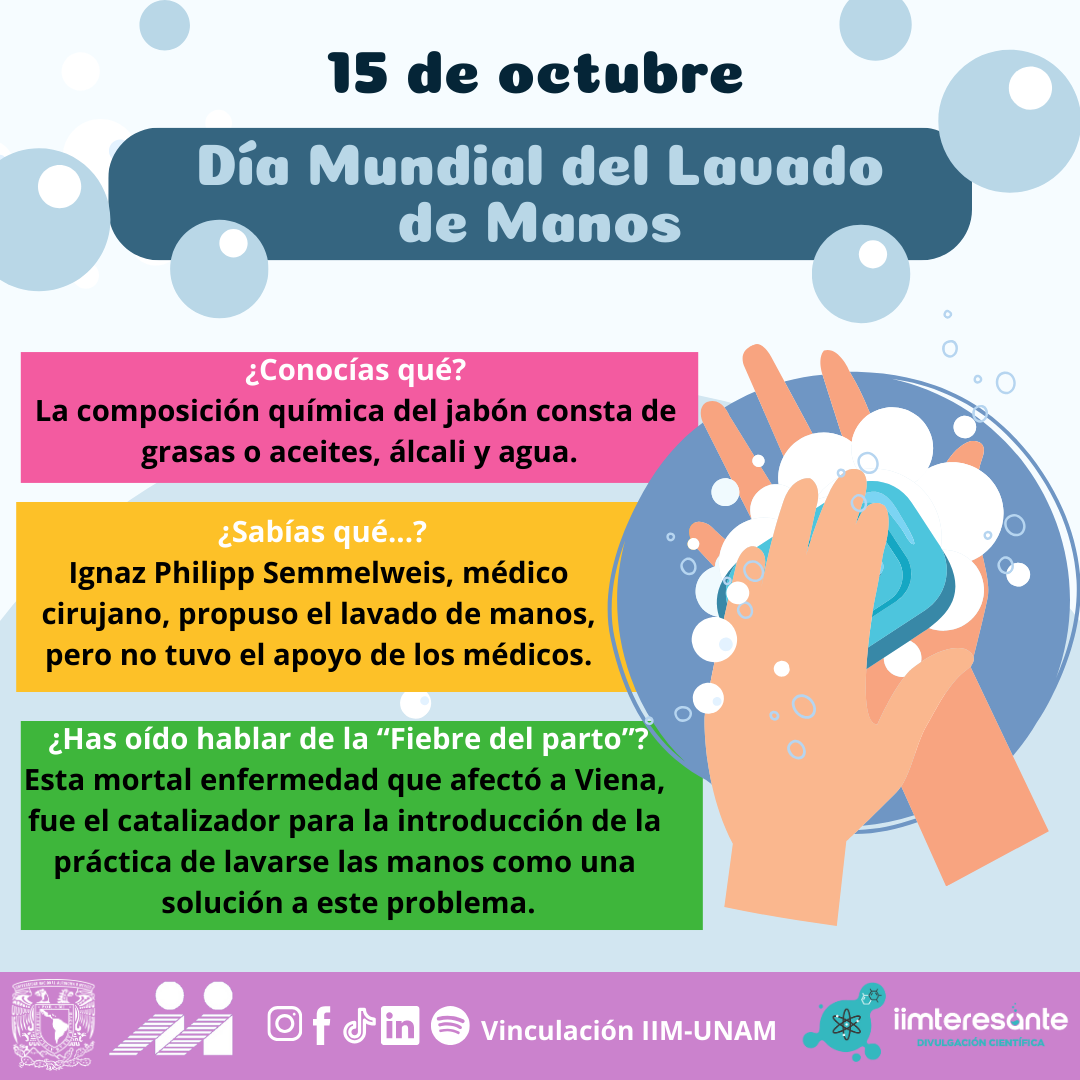 15 de octubre
Día Mundial del Lavado
de Manos
¿Conocías qué?
La composición química del jabón consta de
grasas o aceites, álcali y agua.
¿Sabías qué...?
Ignaz Philipp Semmelweis, médico
cirujano, propuso el lavado de manos,
pero no tuvo el apoyo de los médicos.
¿Has oído hablar de la “Fiebre del parto”?
Esta mortal enfermedad que afectó a Viena,
fue el catalizador para la introducción de la
práctica de lavarse las manos como una
solución a este problema.
Vinculación IIM-UNAM
iimteresante
DIVULGACIÓN CIENTÍFICA